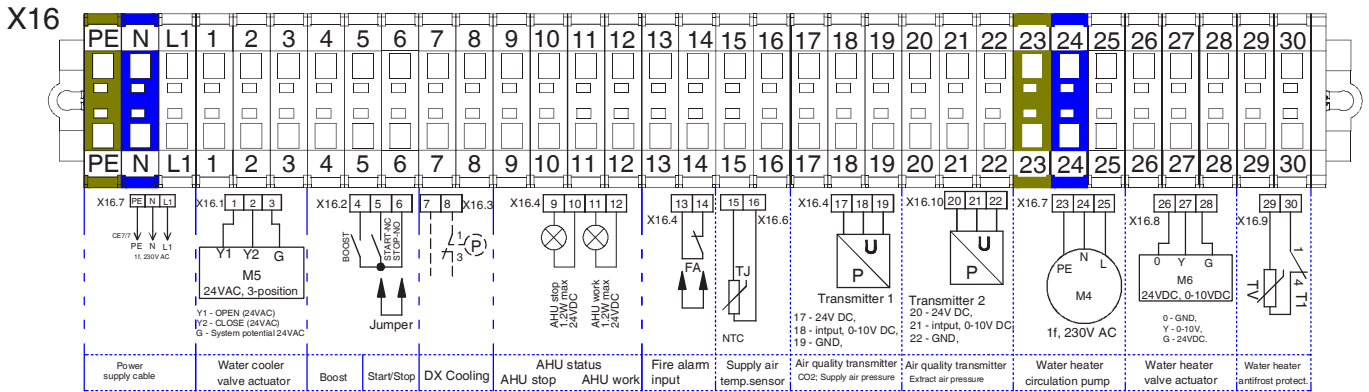 X16
PE N L1 1 2 3 4 5 6 7 8 9 10 11 12 13 14 15 16 17 18 19 20 21 22 23 24 25 26 27 28 29 30
PE N L1 1 2 3 4 5 6 7 8 9 10 11 12 13 14 15 16 17 18 19 20 21 22 23 24 25 26 27 28 29 30
X16.7 PE N L1
CE7/7
PE N L1
1f, 230V AC
X16.1 1 2 3
Y1 Y2 G
M5
24VAC, 3-position
Y1 - OPEN (24VAC)
Y2 - CLOSE (24VAC)
G - System potential 24VAC
X16.2 4 5 6
BOOST
START-NC
STOP-NO
Jumper
7 8 X16.3
1
3
P
X16.4 9 10 11 12
AHU stop
1,2W max
24VDC
AHU work
1,2W max
24VDC
13 14
X16.4
FA
15 16
X16.6
TJ
NTC
X16.4 17 18 19
U
P
Transmitter 1
17 - 24V DC,
18 - intput, 0-10V DC,
19 - GND,
X16.10 20 21 22
U
P
Transmitter 2
20 - 24V DC,
21 - intput, 0-10V DC,
22 - GND,
X16.7 23 24 25
PE N L
M4
1f, 230V AC
26 27 28
X16.8
0 Y G
M6
24VDC, 0-10VDC
0 - GND,
Y - 0-10V,
G - 24VDC.
29 30
X16.9
TV
1
4
T1
Power
supply cable
Water cooler
valve actuator
Boost
Start/Stop
DX Cooling
AHU status
AHU stop AHU work
Fire alarm
input
Supply air
temp.sensor
Air quality transmitter
CO2; Supply air pressure
Air quality transmitter
Extract air pressure
Water heater
circulation pump
Water heater
valve actuator
Water heater
antifrost protect.